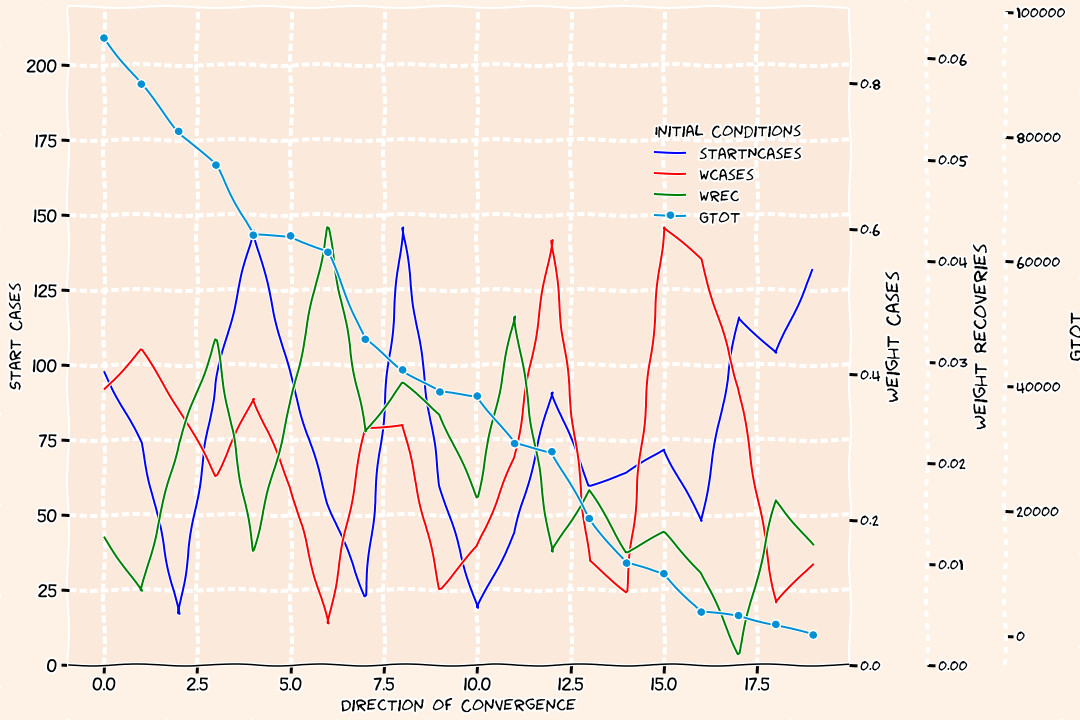 200
175
150
125
100
75
50
25
0
START CASES
0.0 2.5 5.0 7.5 10.0 12.5 15.0 17.5
DIRECTION OF CONVERGENCE
INITIAL CONDITIONS
STARTNCASES
WCASES
WREC
GTOT
0.8
0.6
0.4
0.2
0.0
WEIGHT CASES
0.06
0.05
0.04
0.03
0.02
0.01
0.00
WEIGHT RECOVERIES
100000
80000
60000
40000
20000
0
GTOT